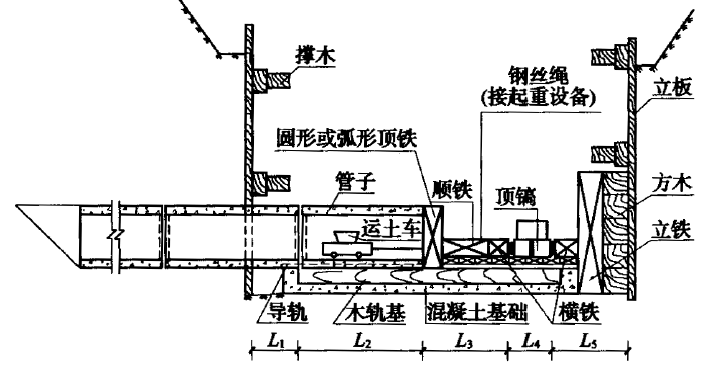 撑木
钢丝绳
(接起重设备)
立板
圆形或弧形顶铁
管子
顺铁
顶镐
方木
运土车
立铁
导轨
木轨基
混凝土基础
横铁
L1
L2
L3
L4
L5